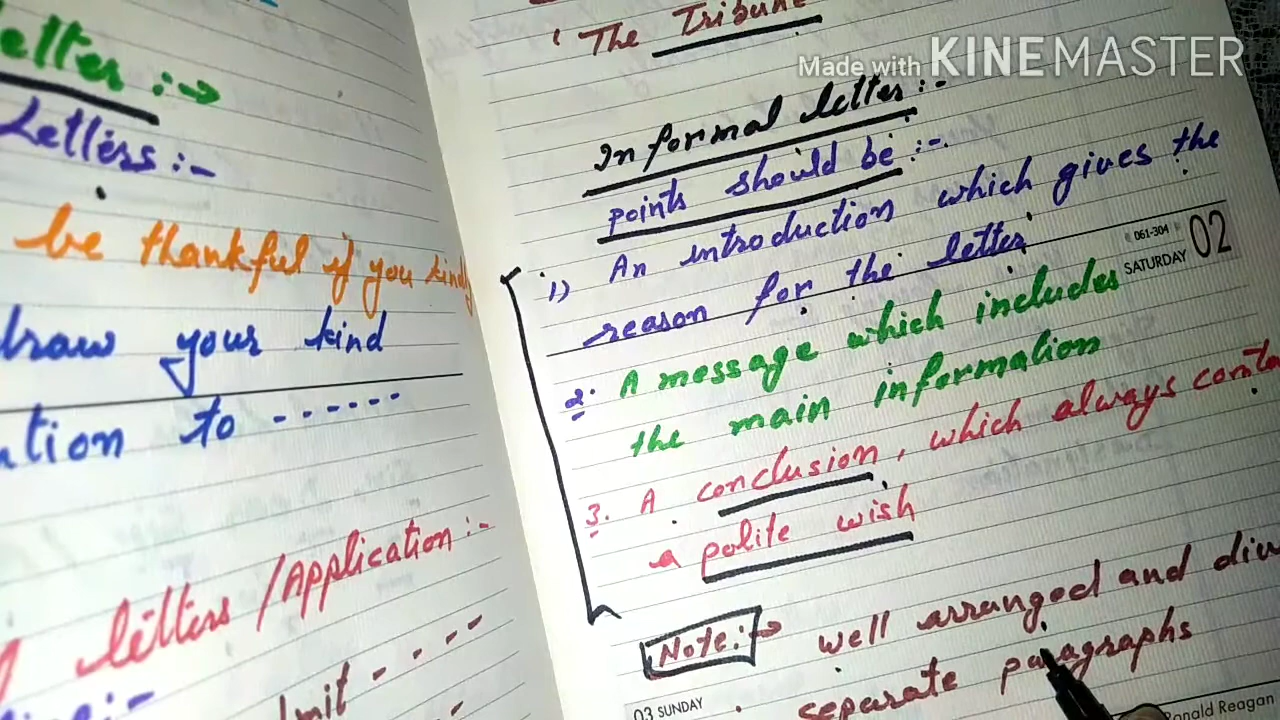 etter :→
Letters :-
be thankful if you kindly
draw your kind
tion to ------
letters / Application :-
mit ----
' The Tribune
Made with KINEMASTER
Informal letter :-
points should be :-
1) An introduction which gives the
reason for the letter
061-304
SATURDAY 02
2. A message which includes
the main information
3. A conclusion, which always conta
a polite wish
Note :→ well arranged and div
separate paragraphs
03 SUNDAY
Ronald Reagan